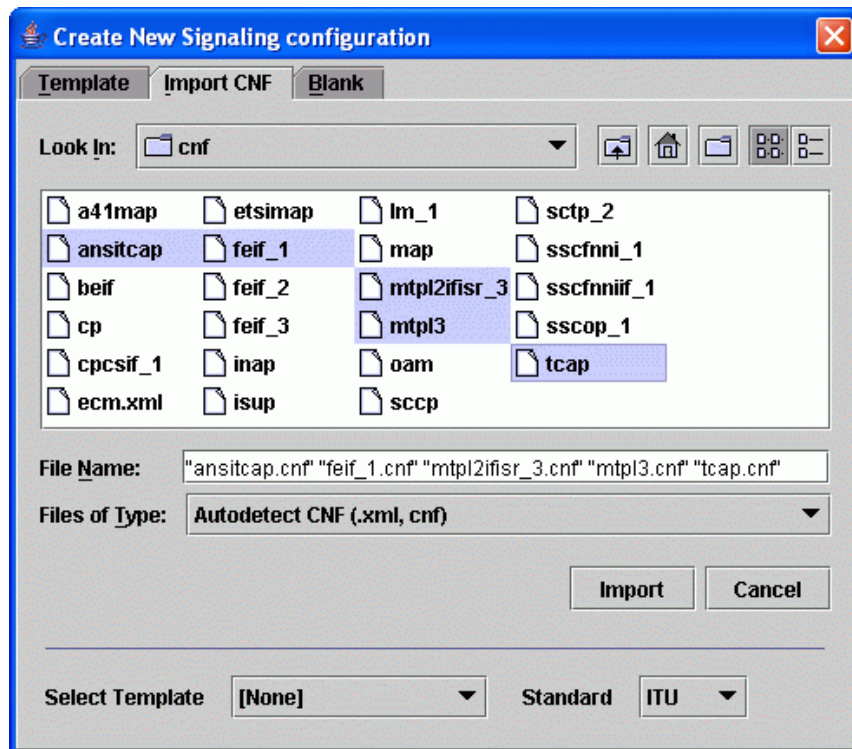 Create New Signaling configuration
Template Import CNF Blank
Look In: cnf
a41map etsimap lm_1 sctp_2
ansitcap feif_1 map sscfnni_1
beif feif_2 mtpl2ifisr_3 sscfnniif_1
cp feif_3 mtpl3 sscop_1
cpcsif_1 inap oam tcap
ecm.xml isup sccp
File Name: "ansitcap.cnf" "feif_1.cnf" "mtpl2ifisr_3.cnf" "mtpl3.cnf" "tcap.cnf"
Files of Type: Autodetect CNF (.xml, cnf)
Import Cancel
Select Template [None] Standard ITU